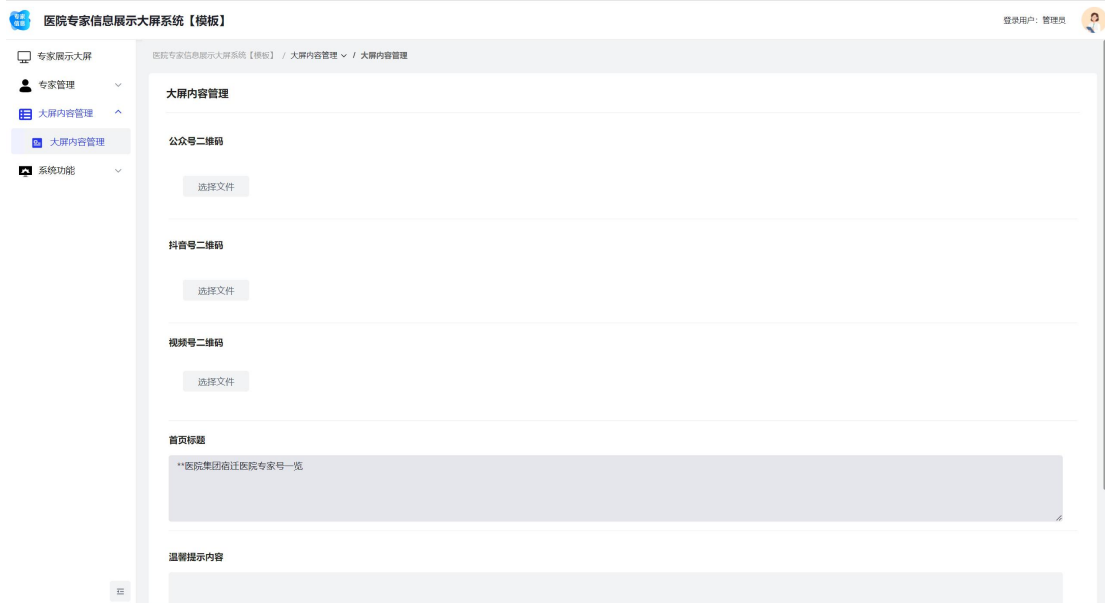 专家
信息
医院专家信息展示大屏系统【模板】
登录用户：管理员
专家展示大屏
专家管理
大屏内容管理
大屏内容管理
系统功能
医院专家信息展示大屏系统【模板】 / 大屏内容管理 / 大屏内容管理
大屏内容管理
公众号二维码
选择文件
抖音号二维码
选择文件
视频号二维码
选择文件
首页标题
**医院集团宿迁医院专家号一览
温馨提示内容